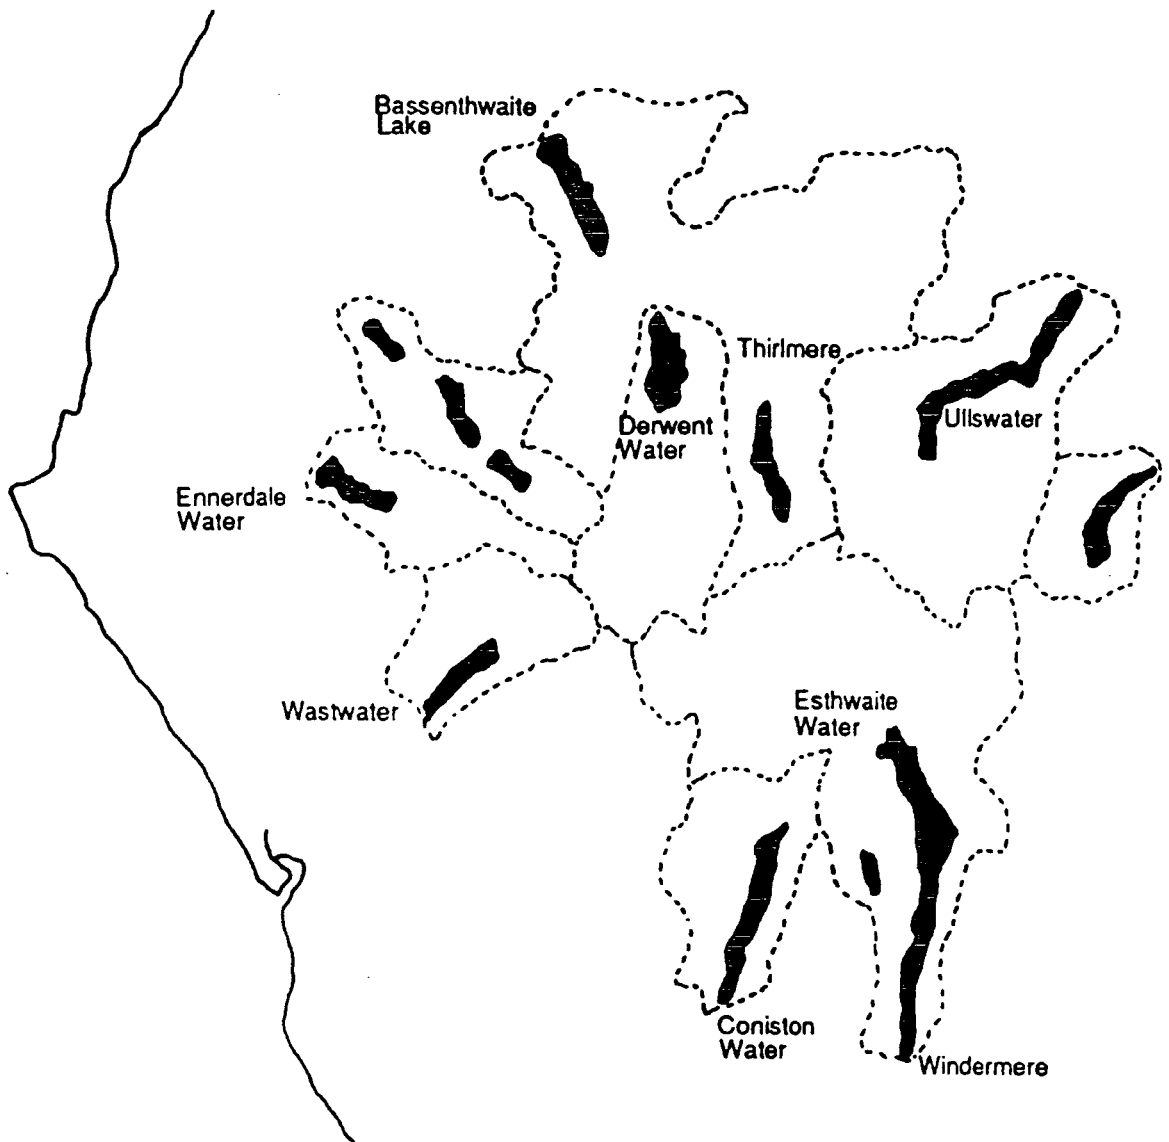 Bassenthwaite
Lake
Thirlmere
Derwent
Water
Ullswater
Ennerdale
Water
Wastwater
Esthwaite
Water
Coniston
Water
Windermere